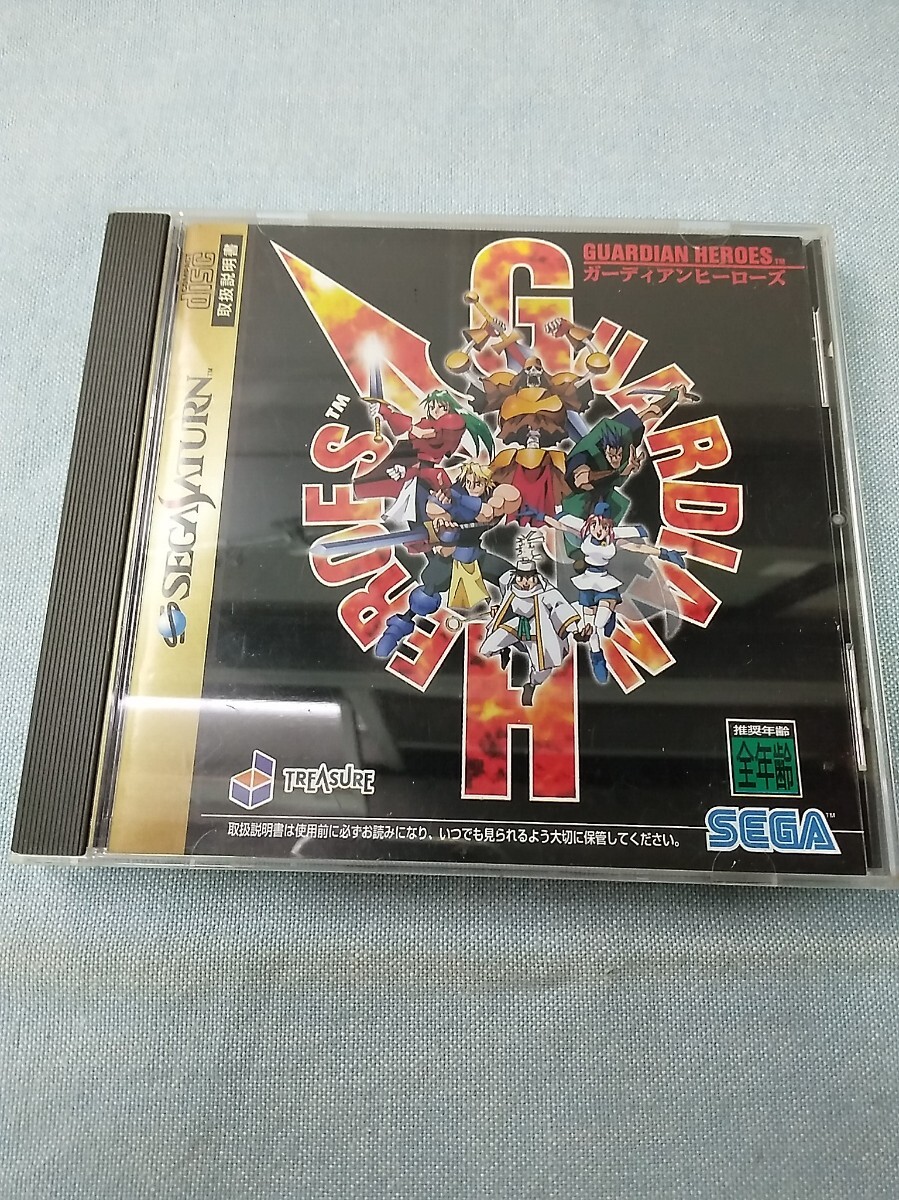 COMPACT
DISC
取扱説明書
SEGA SATURN™
GUARDIAN HEROES™
ガーディアンヒーローズ
GUARDIAN
HEROES™
TREASURE
推奨年齢
全年齢
SEGA™
取扱説明書は使用前に必ずお読みになり、いつでも見られるよう大切に保管してください。